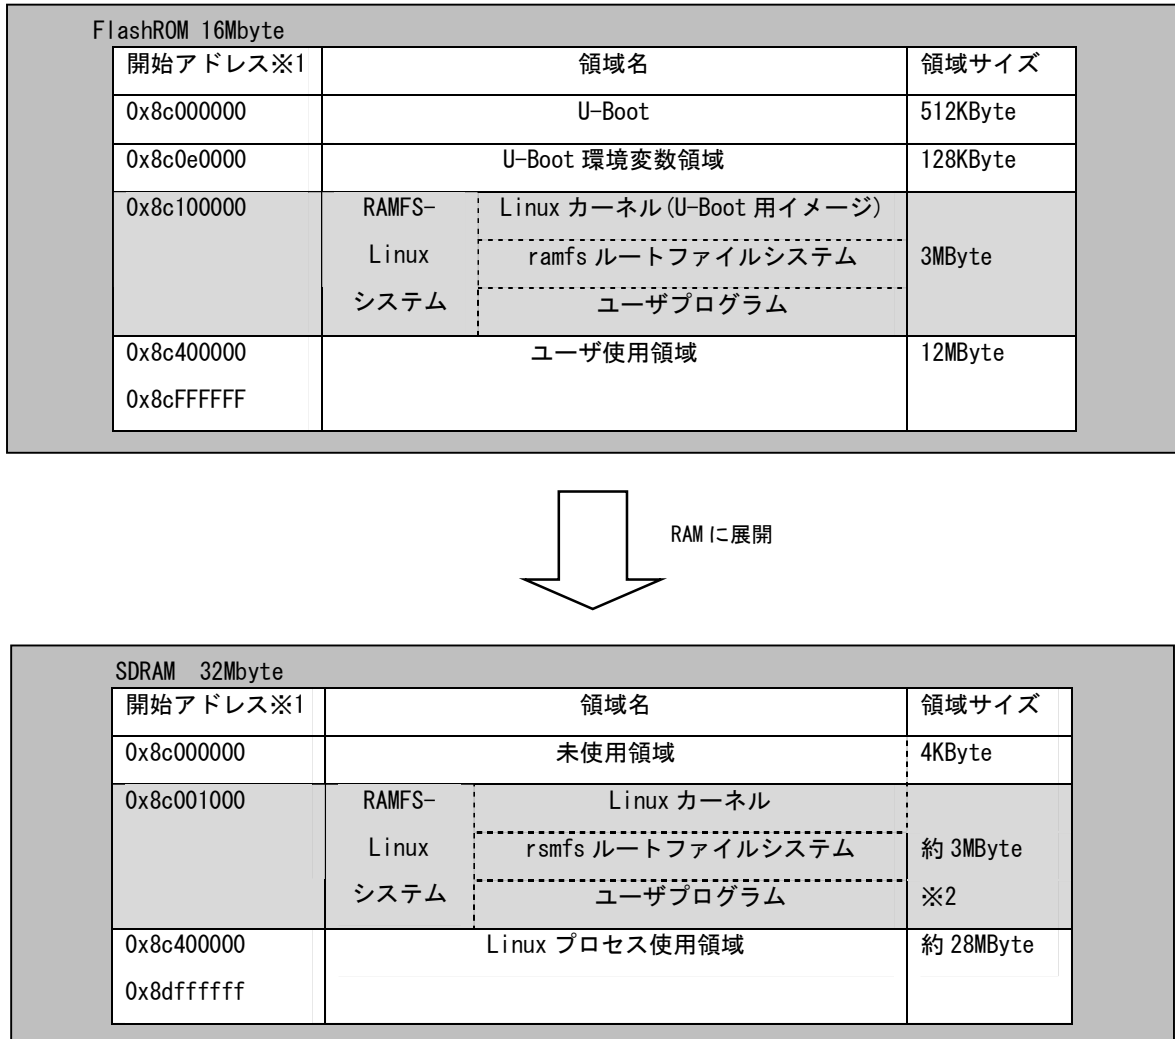 FlashROM 16Mbyte
開始アドレス※1 領域名 領域サイズ
0x8c000000 U-Boot 512KByte
0x8c0e0000 U-Boot 環境変数領域 128KByte
0x8c100000 RAMFS- Linux カーネル(U-Boot 用イメージ)
Linux ramfs ルートファイルシステム 3MByte
システム ユーザプログラム
0x8c400000 ユーザ使用領域 12MByte
0x8cFFFFFF
RAM に展開
SDRAM 32Mbyte
開始アドレス※1 領域名 領域サイズ
0x8c000000 未使用領域 4KByte
0x8c001000 RAMFS- Linux カーネル
Linux rsmfs ルートファイルシステム 約 3MByte
システム ユーザプログラム ※2
0x8c400000 Linux プロセス使用領域 約 28MByte
0x8dffffff